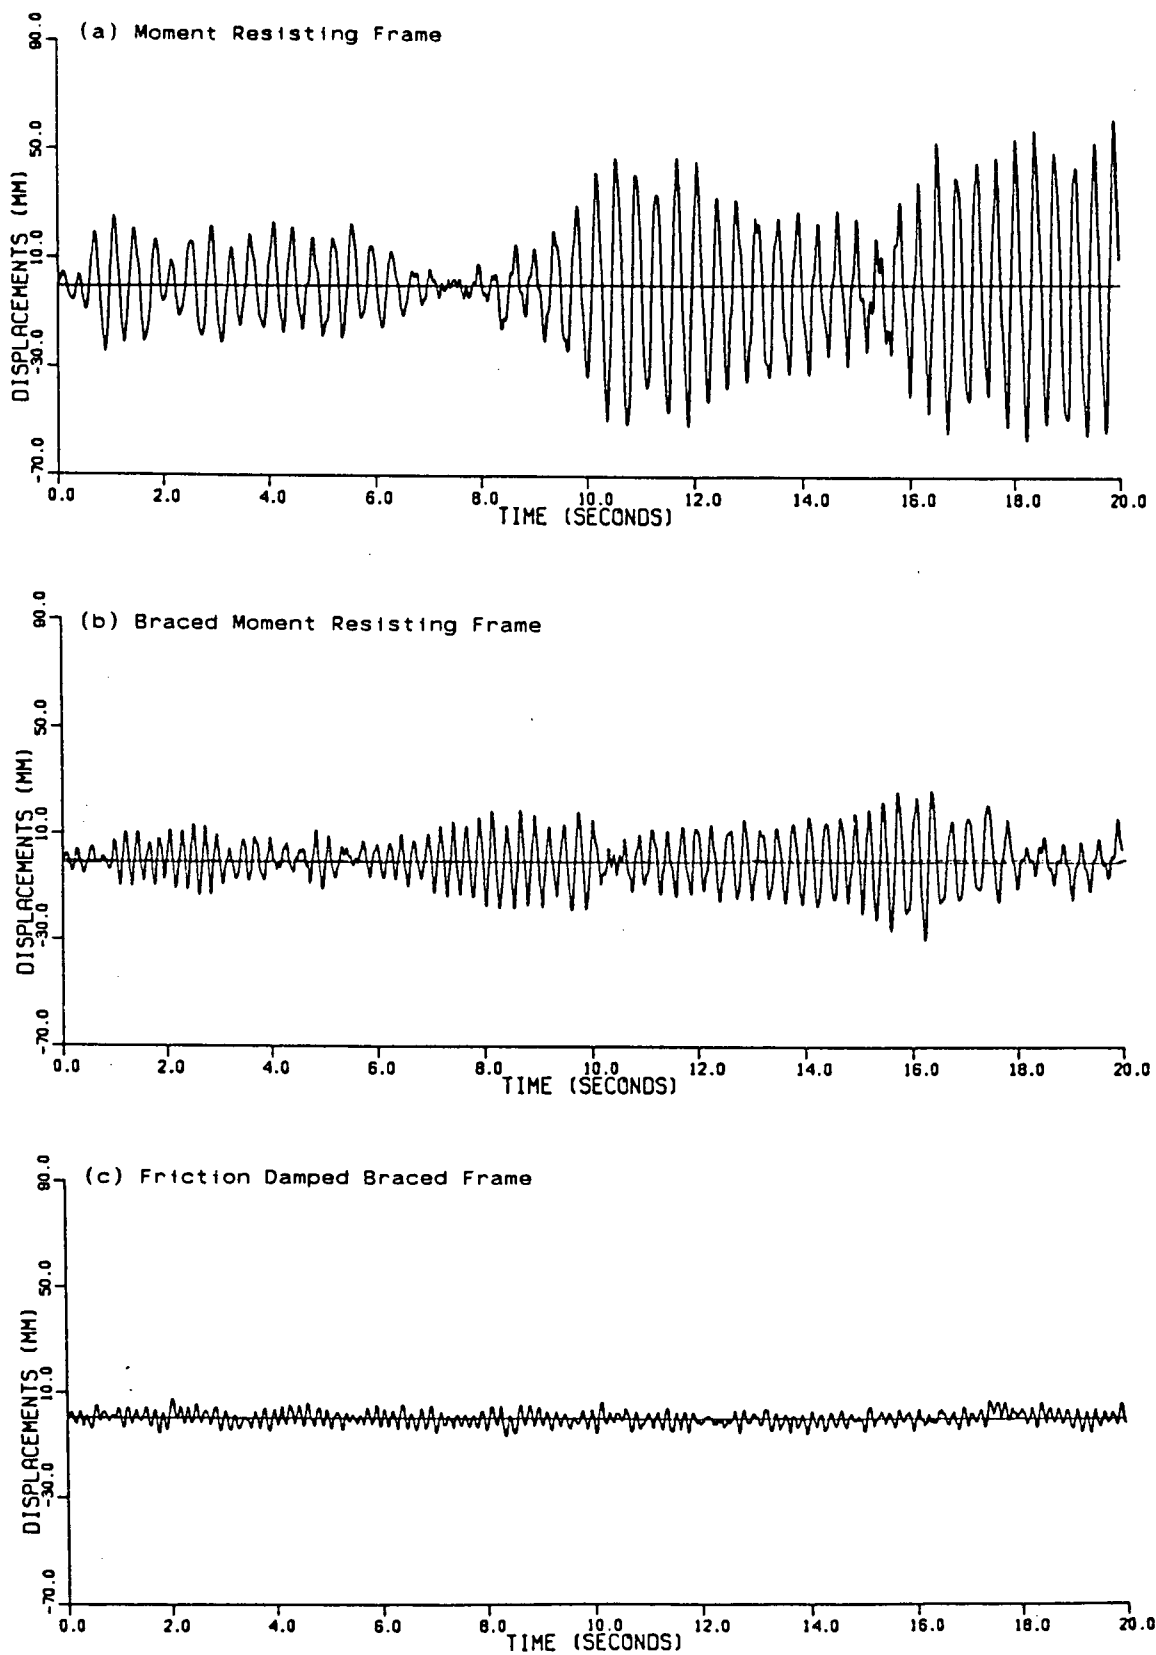 (a) Moment Resisting Frame
DISPLACEMENTS (MM)
90.0
50.0
10.0
-30.0
-70.0
0.0 2.0 4.0 6.0 8.0 10.0 12.0 14.0 16.0 18.0 20.0
TIME (SECONDS)
(b) Braced Moment Resisting Frame
DISPLACEMENTS (MM)
90.0
50.0
10.0
-30.0
-70.0
0.0 2.0 4.0 6.0 8.0 10.0 12.0 14.0 16.0 18.0 20.0
TIME (SECONDS)
(c) Friction Damped Braced Frame
DISPLACEMENTS (MM)
90.0
50.0
10.0
-30.0
-70.0
0.0 2.0 4.0 6.0 8.0 10.0 12.0 14.0 16.0 18.0 20.0
TIME (SECONDS)